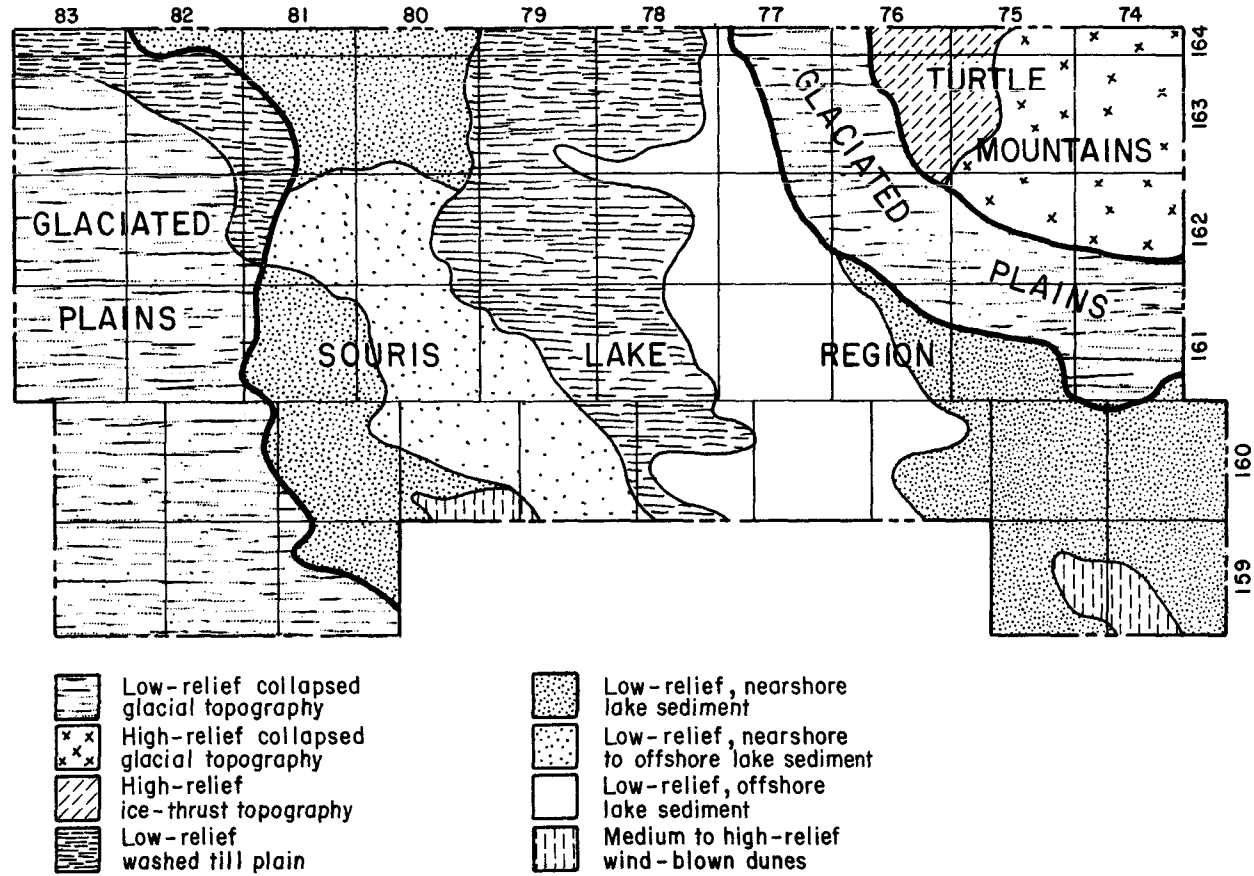 83 82 81 80 79 78 77 76 75 74
164
163
162
161
160
159
TURTLE
MOUNTAINS
GLACIATED
PLAINS
GLACIATED
PLAINS
SOURIS LAKE REGION
Low-relief collapsed
glacial topography
High-relief collapsed
glacial topography
High-relief
ice-thrust topography
Low-relief
washed till plain
Low-relief, nearshore
lake sediment
Low-relief, nearshore
to offshore lake sediment
Low-relief, offshore
lake sediment
Medium to high-relief
wind-blown dunes